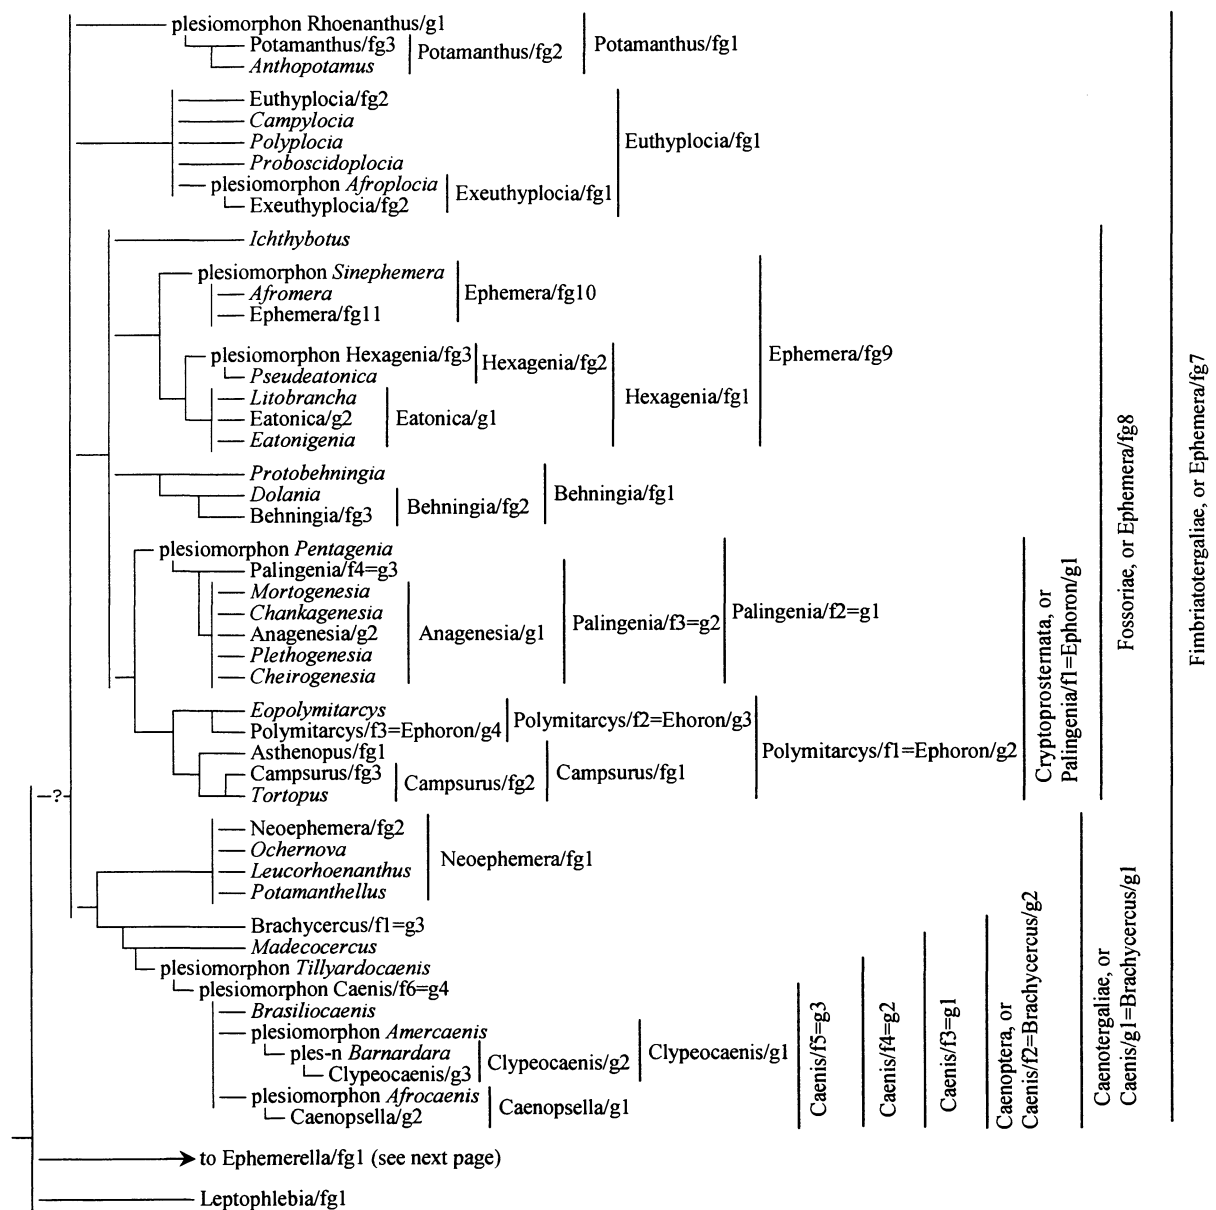 plesiomorphon Rhoenanthus/g1
Potamanthus/fg3
Anthopotamus
Potamanthus/fg2
Potamanthus/fg1
Euthyplocia/fg2
Campylocia
Polyplocia
Proboscidoplocia
plesiomorphon Afroplocia
Exeuthyplocia/fg2
Exeuthyplocia/fg1
Euthyplocia/fg1
Ichthybotus
plesiomorphon Sinephemera
Afromera
Ephemera/fg11
Ephemera/fg10
plesiomorphon Hexagenia/fg3
Pseudeatonica
Hexagenia/fg2
Litobrancha
Eatonica/g2
Eatonigenia
Eatonica/g1
Hexagenia/fg1
Ephemera/fg9
Protobehningia
Dolania
Behningia/fg3
Behningia/fg2
Behningia/fg1
plesiomorphon Pentagenia
Palingenia/f4=g3
Mortogenesia
Chankagenesia
Anagenesia/g2
Plethogenesia
Cheirogenesia
Anagenesia/g1
Palingenia/f3=g2
Palingenia/f2=g1
Eopolymitarcys
Polymitarcys/f3=Ephoron/g4
Polymitarcys/f2=Ehoron/g3
Asthenopus/fg1
Campsurus/fg3
Tortopus
Campsurus/fg2
Campsurus/fg1
Polymitarcys/f1=Ephoron/g2
Cryptoprosternata, or
Palingenia/f1=Ephoron/g1
Fossoriae, or Ephemera/fg8
Fimbriatotergaliae, or Ephemera/fg7
?
Neoephemera/fg2
Ochernova
Leucorhoenanthus
Potamanthellus
Neoephemera/fg1
Brachycercus/f1=g3
Madecocercus
plesiomorphon Tillyardocaenis
plesiomorphon Caenis/f6=g4
Brasiliocaenis
plesiomorphon Amercaenis
ples-n Barnardara
Clypeocaenis/g3
Clypeocaenis/g2
Clypeocaenis/g1
plesiomorphon Afrocaenis
Caenopsella/g2
Caenopsella/g1
Caenis/f5=g3
Caenis/f4=g2
Caenis/f3=g1
Caenoptera, or
Caenis/f2=Brachycercus/g2
Caenotergaliae, or
Caenis/g1=Brachycercus/g1
to Ephemerella/fg1 (see next page)
Leptophlebia/fg1